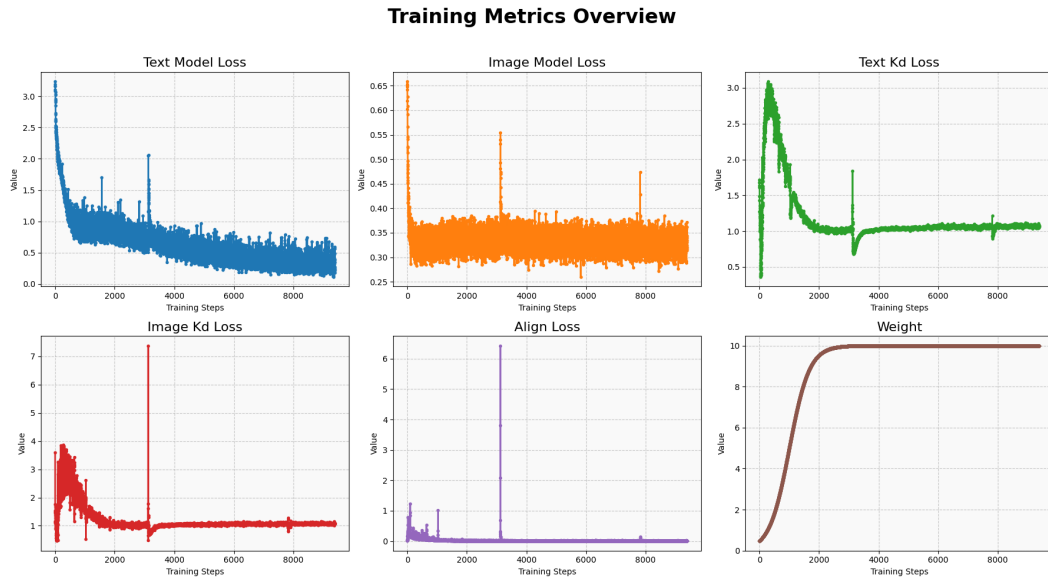 Training Metrics Overview
Text Model Loss
Value
3.0
2.5
2.0
1.5
1.0
0.5
0.0
0 2000 4000 6000 8000
Training Steps
Image Model Loss
Value
0.65
0.60
0.55
0.50
0.45
0.40
0.35
0.30
0.25
0 2000 4000 6000 8000
Training Steps
Text Kd Loss
Value
3.0
2.5
2.0
1.5
1.0
0.5
0 2000 4000 6000 8000
Training Steps
Image Kd Loss
Value
7
6
5
4
3
2
1
0 2000 4000 6000 8000
Training Steps
Align Loss
Value
6
5
4
3
2
1
0
0 2000 4000 6000 8000
Training Steps
Weight
Value
10
8
6
4
2
0
0 2000 4000 6000 8000
Training Steps